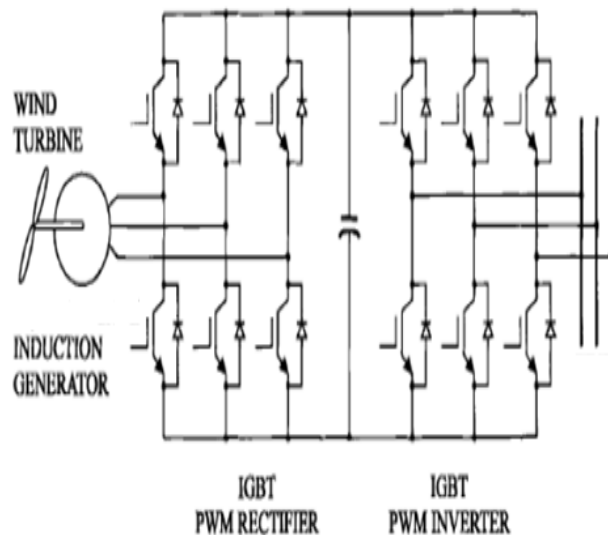 WIND
TURBINE
INDUCTION
GENERATOR
IGBT
PWM RECTIFIER
IGBT
PWM INVERTER